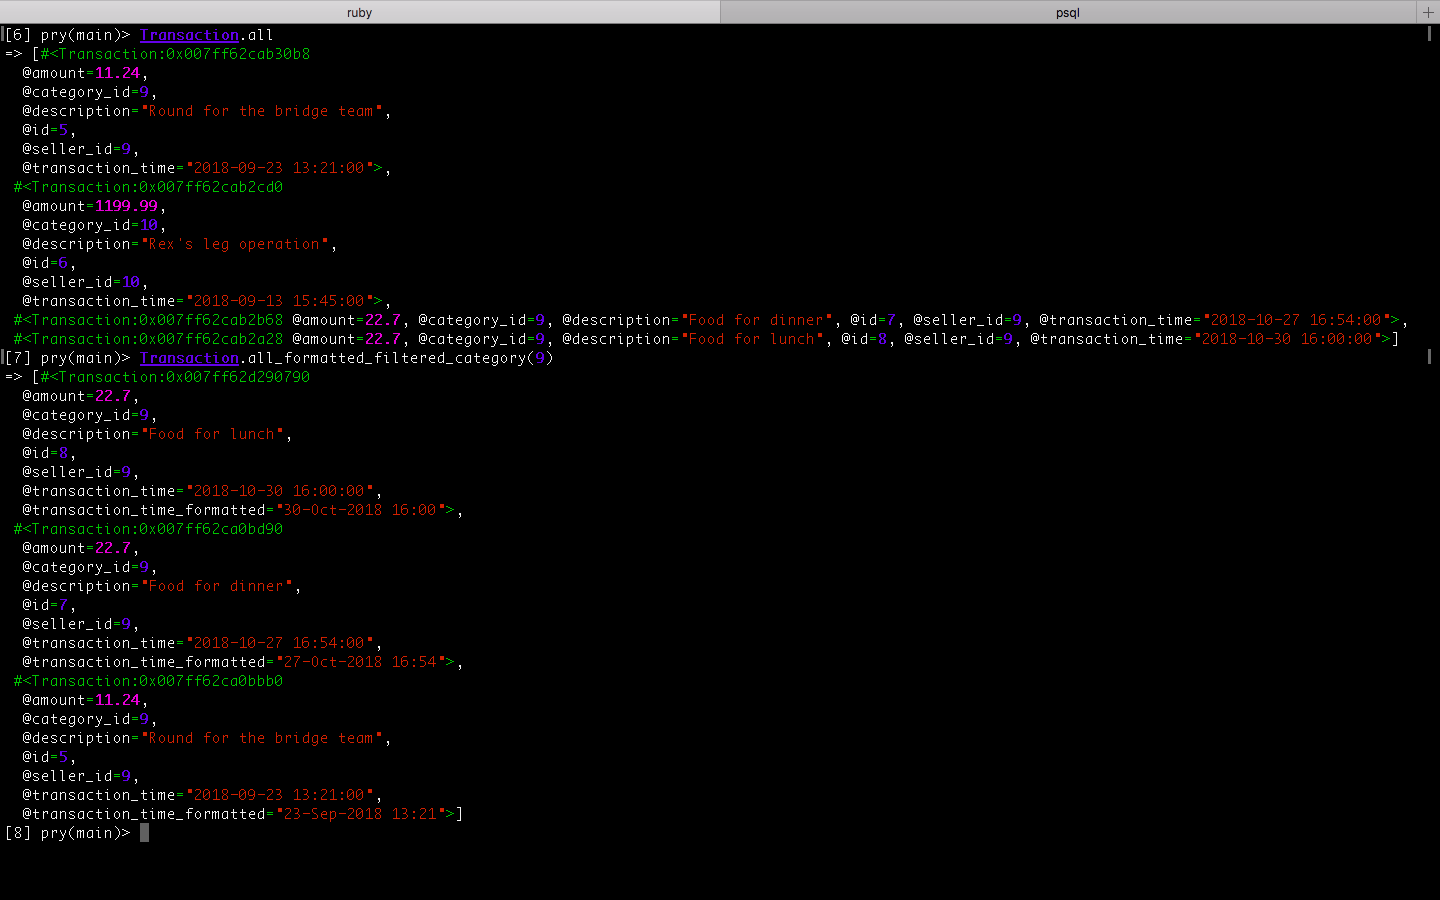 ruby
psql
+
[6] pry(main)> Transaction.all
=> [#<Transaction:0x007ff62cab30b8
  @amount=11.24,
  @category_id=9,
  @description="Round for the bridge team",
  @id=5,
  @seller_id=9,
  @transaction_time="2018-09-23 13:21:00">,
 #<Transaction:0x007ff62cab2cd0
  @amount=1199.99,
  @category_id=10,
  @description="Rex's leg operation",
  @id=6,
  @seller_id=10,
  @transaction_time="2018-09-13 15:45:00">,
 #<Transaction:0x007ff62cab2b68 @amount=22.7, @category_id=9, @description="Food for dinner", @id=7, @seller_id=9, @transaction_time="2018-10-27 16:54:00">,
 #<Transaction:0x007ff62cab2a28 @amount=22.7, @category_id=9, @description="Food for lunch", @id=8, @seller_id=9, @transaction_time="2018-10-30 16:00:00">]
[7] pry(main)> Transaction.all_formatted_filtered_category(9)
=> [#<Transaction:0x007ff62d290790
  @amount=22.7,
  @category_id=9,
  @description="Food for lunch",
  @id=8,
  @seller_id=9,
  @transaction_time="2018-10-30 16:00:00",
  @transaction_time_formatted="30-Oct-2018 16:00">,
 #<Transaction:0x007ff62ca0bd90
  @amount=22.7,
  @category_id=9,
  @description="Food for dinner",
  @id=7,
  @seller_id=9,
  @transaction_time="2018-10-27 16:54:00",
  @transaction_time_formatted="27-Oct-2018 16:54">,
 #<Transaction:0x007ff62ca0bbb0
  @amount=11.24,
  @category_id=9,
  @description="Round for the bridge team",
  @id=5,
  @seller_id=9,
  @transaction_time="2018-09-23 13:21:00",
  @transaction_time_formatted="23-Sep-2018 13:21">]
[8] pry(main)>